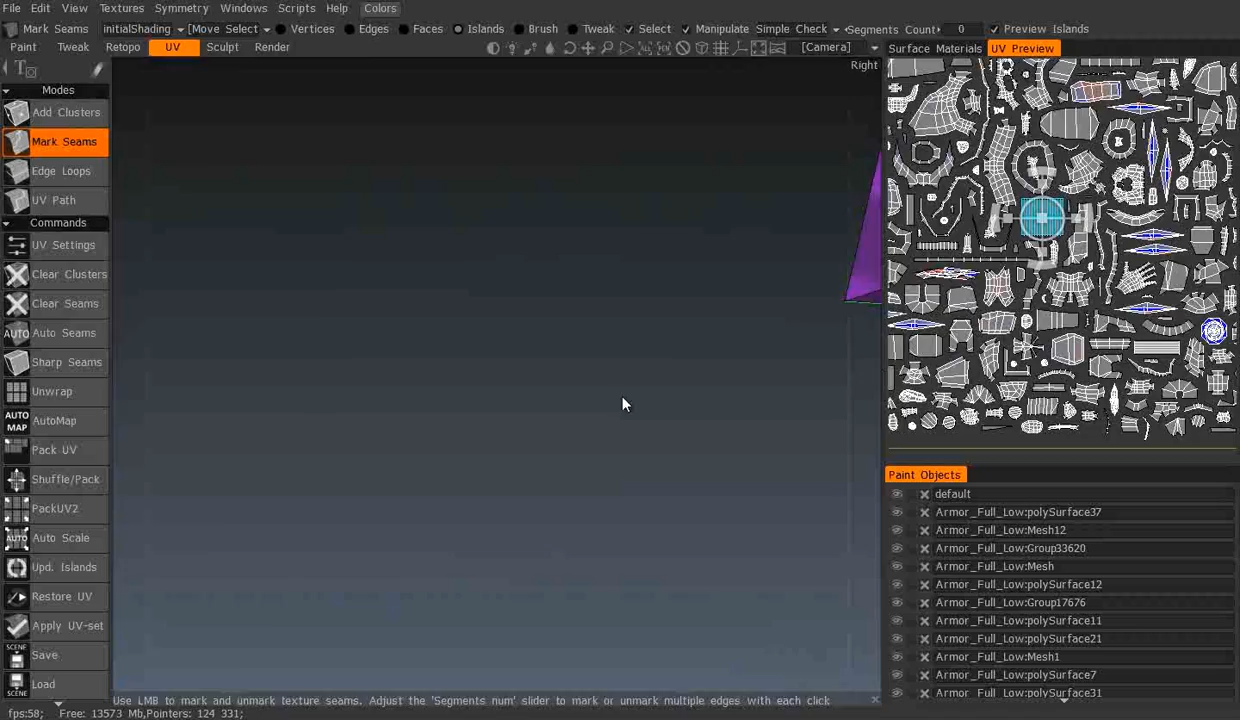 File Edit View Textures Symmetry Windows Scripts Help Colors
Mark Seams initialShading [Move Select] Vertices Edges Faces Islands Brush Tweak Select Manipulate Simple Check Segments Count 0 Preview Islands
Paint Tweak Retopo UV Sculpt Render [Camera] Surface Materials UV Preview
Right
Modes
Add Clusters
Mark Seams
Edge Loops
UV Path
Commands
UV Settings
Clear Clusters
Clear Seams
AUTO Auto Seams
Sharp Seams
Unwrap
AUTO MAP AutoMap
Pack UV
Shuffle/Pack
PackUV2
AUTO Auto Scale
Upd. Islands
Restore UV
Apply UV-set
SCENE Save
SCENE Load
Paint Objects
default
Armor_Full_Low:polySurface37
Armor_Full_Low:Mesh12
Armor_Full_Low:Group33620
Armor_Full_Low:Mesh
Armor_Full_Low:polySurface12
Armor_Full_Low:Group17676
Armor_Full_Low:polySurface11
Armor_Full_Low:polySurface21
Armor_Full_Low:Mesh1
Armor_Full_Low:polySurface7
Armor_Full_Low:polySurface31
Use LMB to mark and unmark texture seams. Adjust the 'Segments num' slider to mark or unmark multiple edges with each click
fps:58; Free: 13573 Mb,Pointers: 124 331;